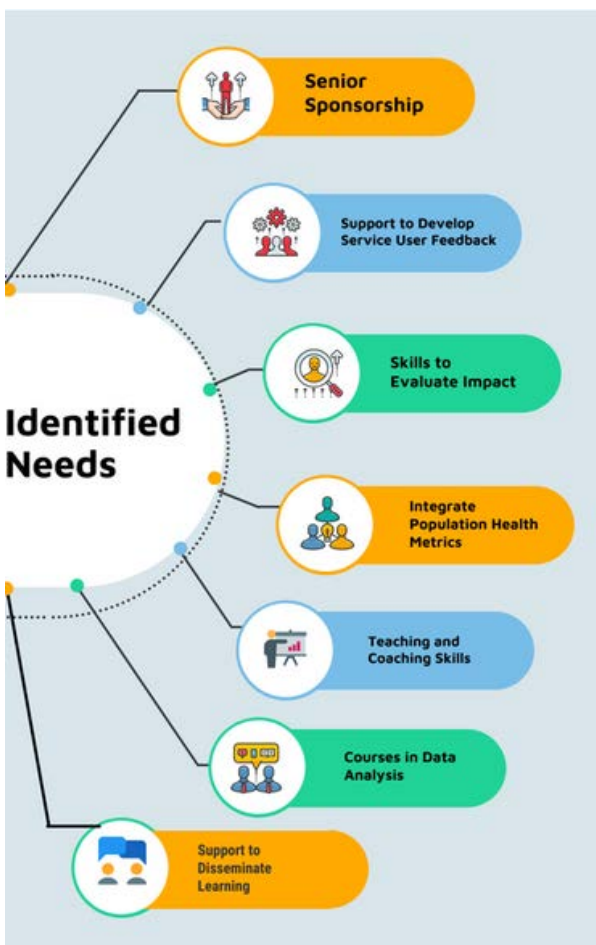 Senior
Sponsorship
Support to Develop
Service User Feedback
Skills to
Evaluate Impact
Identified
Needs
Integrate
Population Health
Metrics
Teaching and
Coaching Skills
Courses in Data
Analysis
Support to
Disseminate
Learning